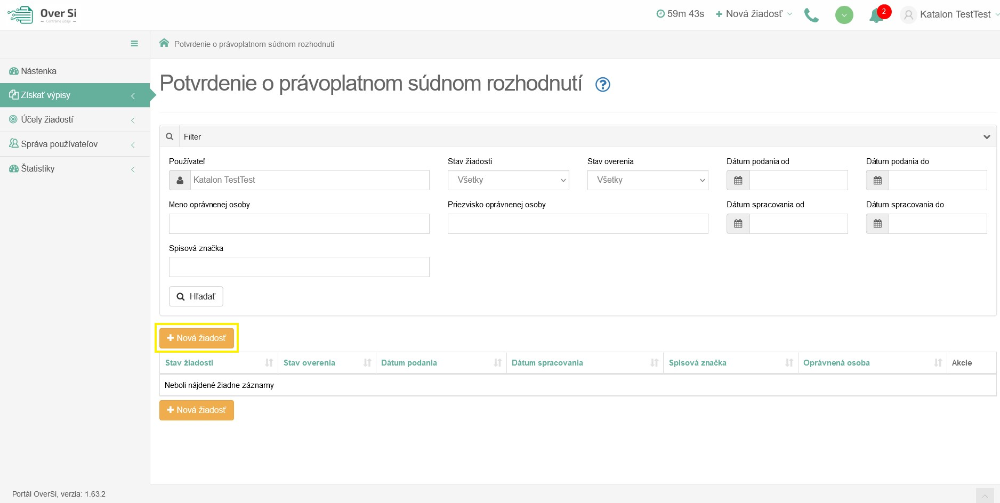 Over Si
Centrálne údaje
59m 43s
Nová žiadosť
2
Katalon TestTest
Potvrdenie o právoplatnom súdnom rozhodnutí
Nástenka
Získať výpisy
Účely žiadostí
Správa používateľov
Štatistiky
Potvrdenie o právoplatnom súdnom rozhodnutí
Filter
Používateľ
Stav žiadosti
Stav overenia
Dátum podania od
Dátum podania do
Katalon TestTest
Všetky
Všetky
Meno oprávnenej osoby
Priezvisko oprávnenej osoby
Dátum spracovania od
Dátum spracovania do
Spisová značka
Hľadať
Nová žiadosť
Stav žiadosti
Stav overenia
Dátum podania
Dátum spracovania
Spisová značka
Oprávnená osoba
Akcie
Neboli nájdené žiadne záznamy
Nová žiadosť
Portál OverSi, verzia: 1.63.2